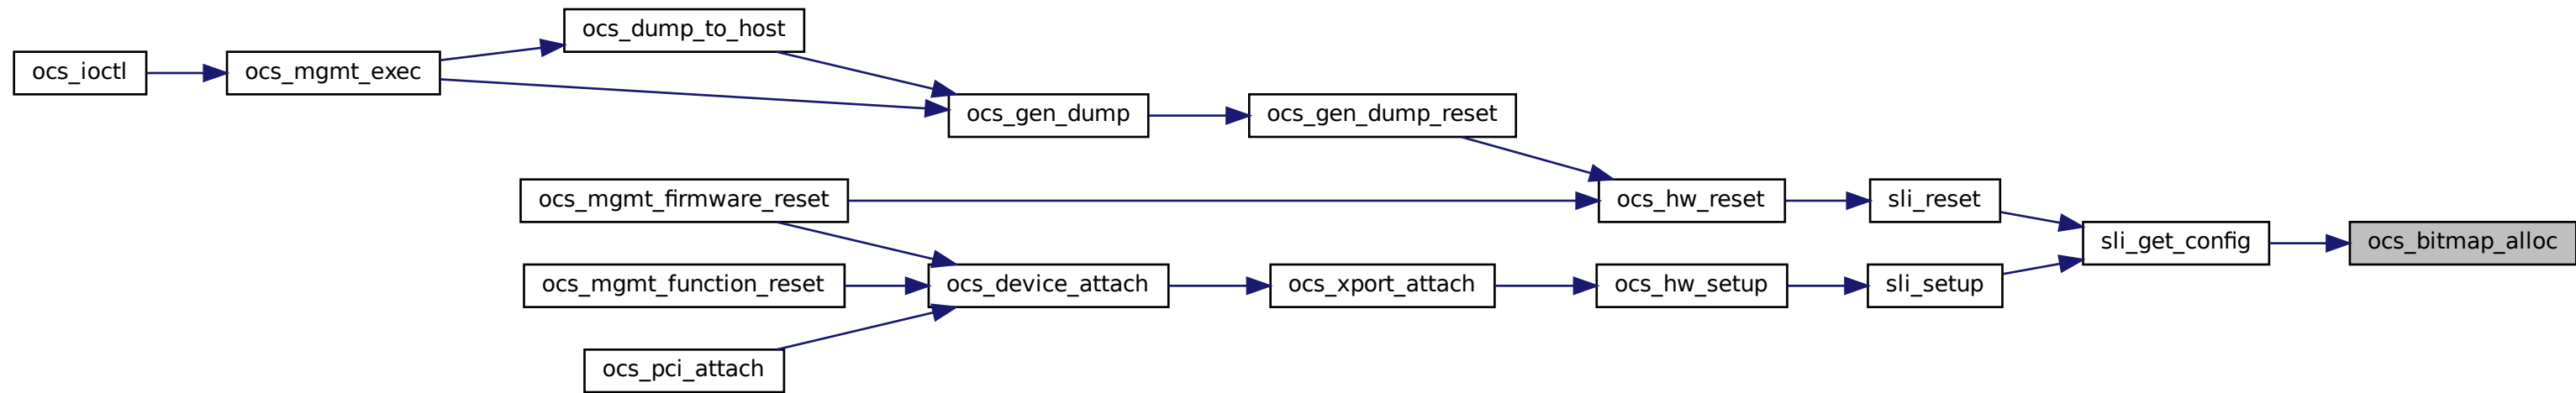 ocs_dump_to_host
ocs_ioctl
ocs_mgmt_exec
ocs_gen_dump
ocs_gen_dump_reset
ocs_mgmt_firmware_reset
ocs_hw_reset
sli_reset
sli_get_config
ocs_bitmap_alloc
ocs_mgmt_function_reset
ocs_device_attach
ocs_xport_attach
ocs_hw_setup
sli_setup
ocs_pci_attach